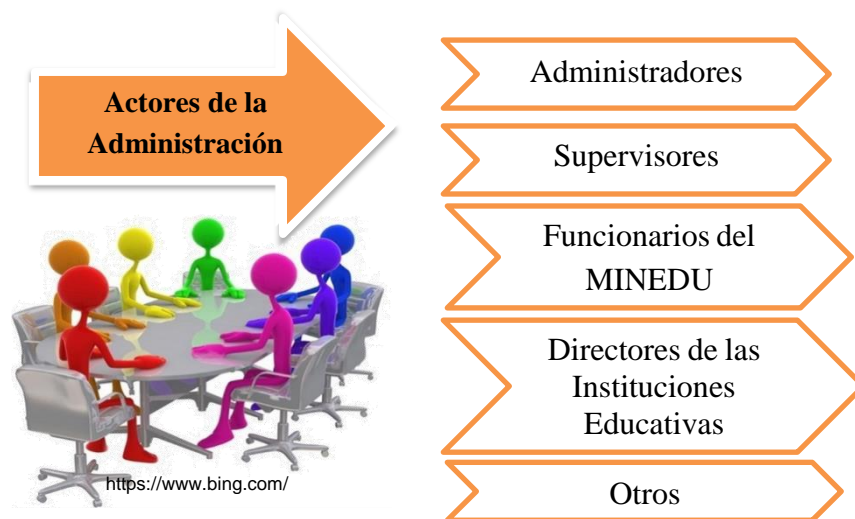 Actores de la
Administración
Administradores
Supervisores
Funcionarios del
MINEDU
Directores de las
Instituciones
Educativas
Otros
https://www.bing.com/